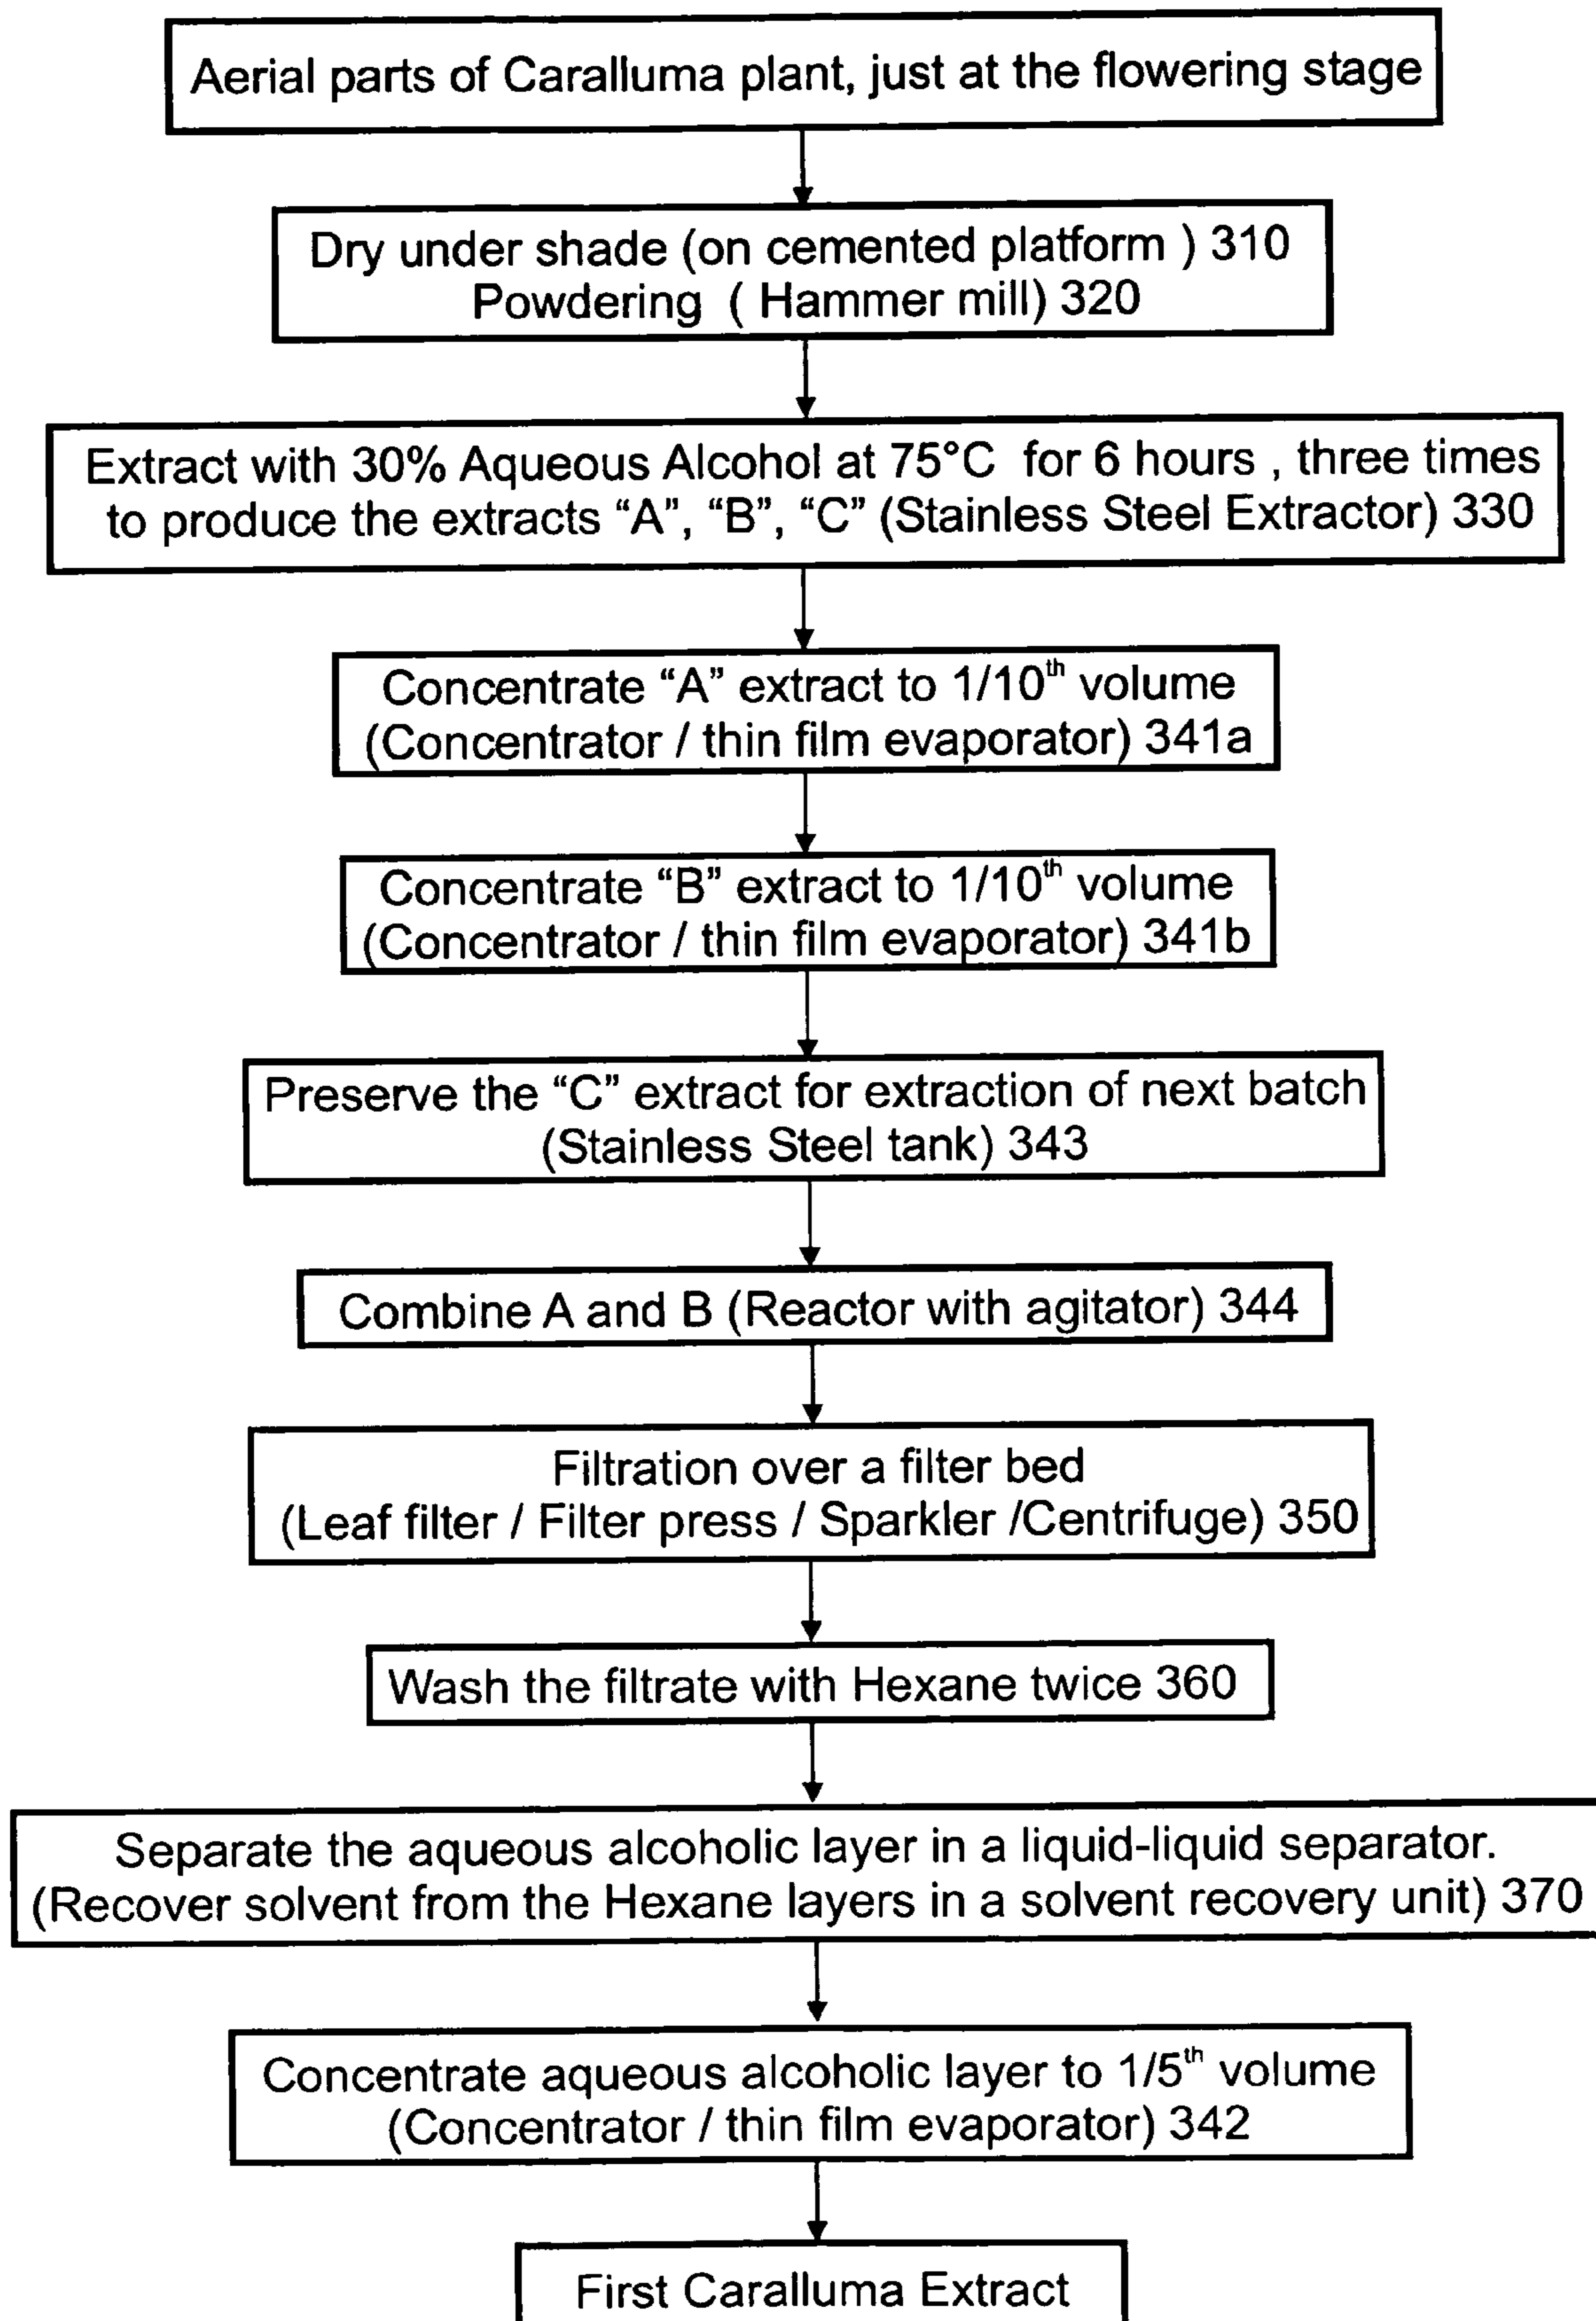 Aerial parts of Caralluma plant, just at the flowering stage
Dry under shade (on cemented platform ) 310
Powdering ( Hammer mill) 320
Extract with 30% Aqueous Alcohol at 75°C for 6 hours , three times
to produce the extracts “A”, “B”, “C” (Stainless Steel Extractor) 330
Concentrate “A” extract to 1/10th volume
(Concentrator / thin film evaporator) 341a
Concentrate “B” extract to 1/10th volume
(Concentrator / thin film evaporator) 341b
Preserve the “C” extract for extraction of next batch
(Stainless Steel tank) 343
Combine A and B (Reactor with agitator) 344
Filtration over a filter bed
(Leaf filter / Filter press / Sparkler /Centrifuge) 350
Wash the filtrate with Hexane twice 360
Separate the aqueous alcoholic layer in a liquid-liquid separator.
(Recover solvent from the Hexane layers in a solvent recovery unit) 370
Concentrate aqueous alcoholic layer to 1/5th volume
(Concentrator / thin film evaporator) 342
First Caralluma Extract